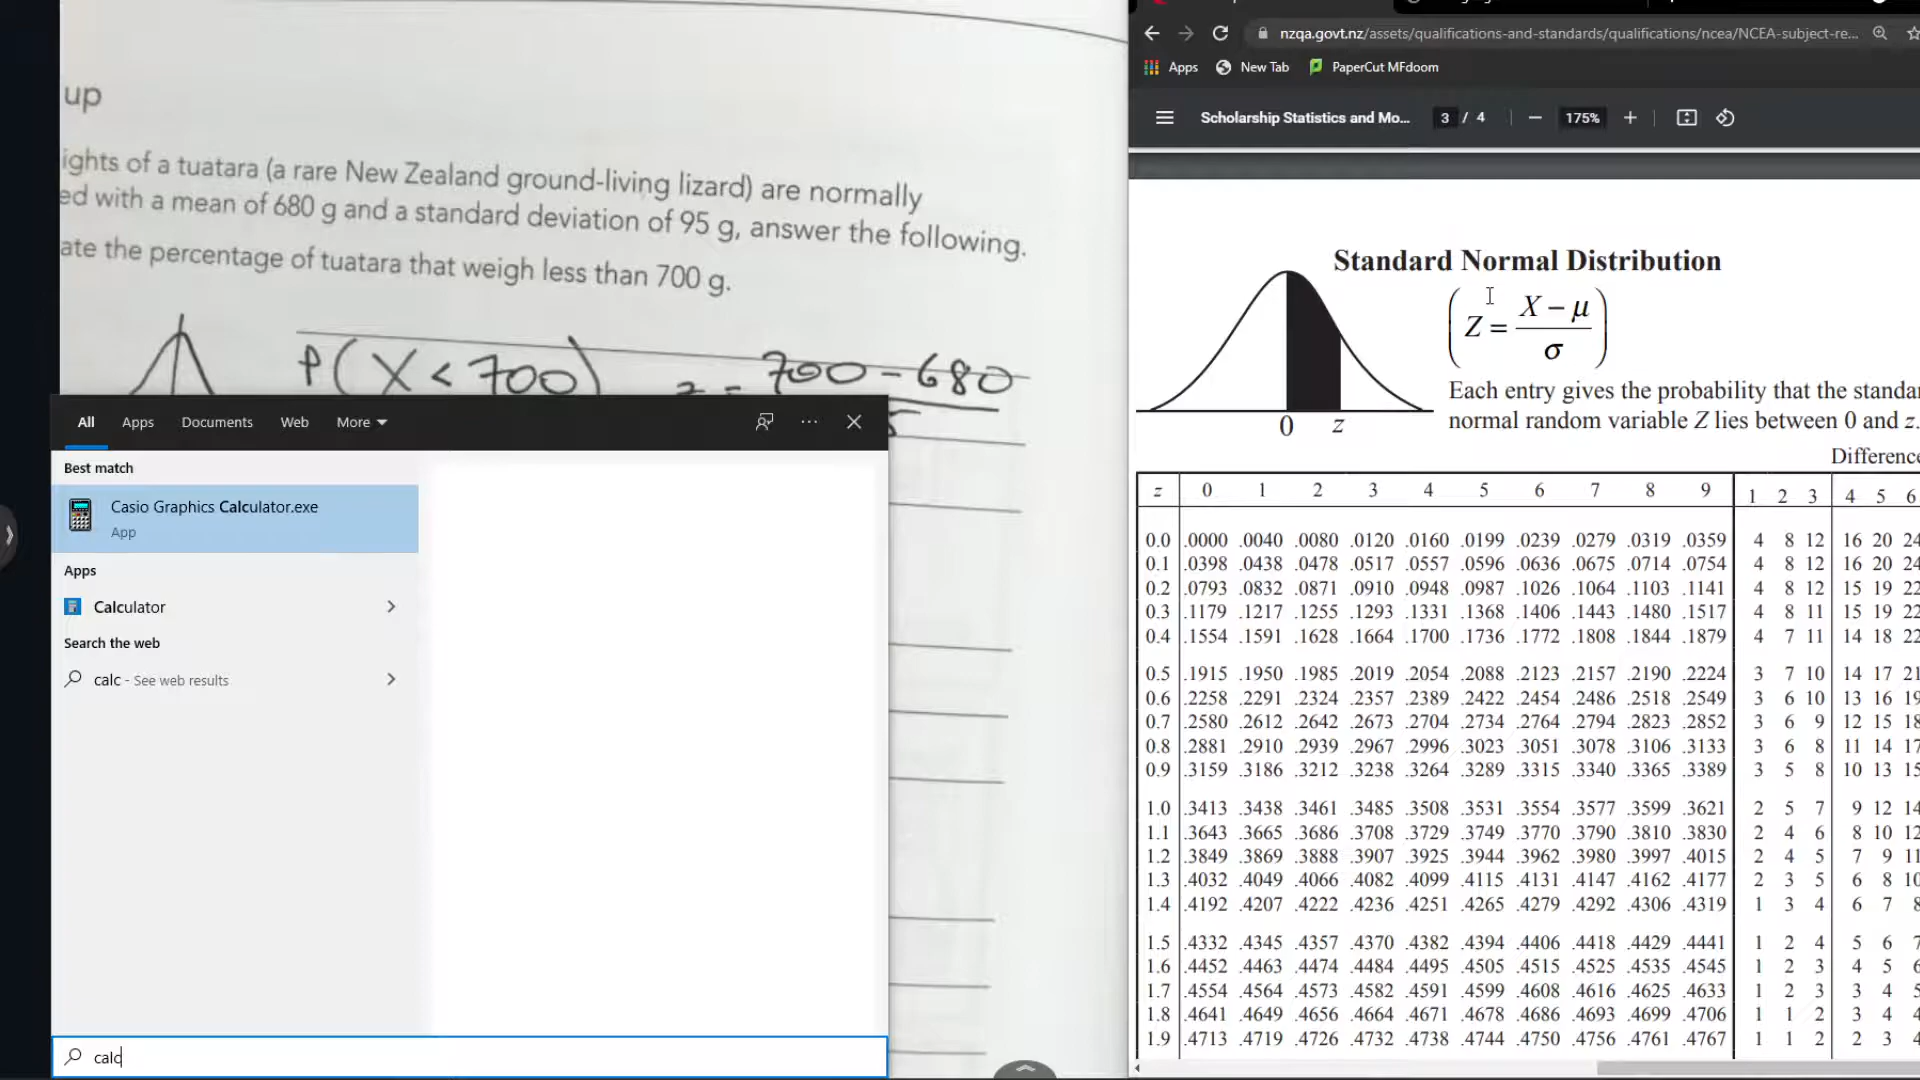 up
ights of a tuatara (a rare New Zealand ground-living lizard) are normally
ed with a mean of 680 g and a standard deviation of 95 g, answer the following.
ate the percentage of tuatara that weigh less than 700 g.
P(X < 700)
700 - 680
All Apps Documents Web More
Best match
Casio Graphics Calculator.exe
App
Apps
Calculator
Search the web
calc - See web results
calc
nzqa.govt.nz/assets/qualifications-and-standards/qualifications/ncea/NCEA-subject-re...
Apps New Tab PaperCut MFdoom
Scholarship Statistics and Mo... 3 / 4 − 175% +
Standard Normal Distribution
(Z = (X − μ)/σ)
0 z
Each entry gives the probability that the standa
normal random variable Z lies between 0 and z.
Difference
z 0 1 2 3 4 5 6 7 8 9 1 2 3 4 5 6
0.0 .0000 .0040 .0080 .0120 .0160 .0199 .0239 .0279 .0319 .0359 4 8 12 16 20 24
0.1 .0398 .0438 .0478 .0517 .0557 .0596 .0636 .0675 .0714 .0754 4 8 12 16 20 24
0.2 .0793 .0832 .0871 .0910 .0948 .0987 .1026 .1064 .1103 .1141 4 8 12 15 19 22
0.3 .1179 .1217 .1255 .1293 .1331 .1368 .1406 .1443 .1480 .1517 4 8 11 15 19 22
0.4 .1554 .1591 .1628 .1664 .1700 .1736 .1772 .1808 .1844 .1879 4 7 11 14 18 22
0.5 .1915 .1950 .1985 .2019 .2054 .2088 .2123 .2157 .2190 .2224 3 7 10 14 17 21
0.6 .2258 .2291 .2324 .2357 .2389 .2422 .2454 .2486 .2518 .2549 3 6 10 13 16 19
0.7 .2580 .2612 .2642 .2673 .2704 .2734 .2764 .2794 .2823 .2852 3 6 9 12 15 18
0.8 .2881 .2910 .2939 .2967 .2996 .3023 .3051 .3078 .3106 .3133 3 6 8 11 14 17
0.9 .3159 .3186 .3212 .3238 .3264 .3289 .3315 .3340 .3365 .3389 3 5 8 10 13 15
1.0 .3413 .3438 .3461 .3485 .3508 .3531 .3554 .3577 .3599 .3621 2 5 7 9 12 14
1.1 .3643 .3665 .3686 .3708 .3729 .3749 .3770 .3790 .3810 .3830 2 4 6 8 10 12
1.2 .3849 .3869 .3888 .3907 .3925 .3944 .3962 .3980 .3997 .4015 2 4 5 7 9 11
1.3 .4032 .4049 .4066 .4082 .4099 .4115 .4131 .4147 .4162 .4177 2 3 5 6 8 10
1.4 .4192 .4207 .4222 .4236 .4251 .4265 .4279 .4292 .4306 .4319 1 3 4 6 7 8
1.5 .4332 .4345 .4357 .4370 .4382 .4394 .4406 .4418 .4429 .4441 1 2 4 5 6 7
1.6 .4452 .4463 .4474 .4484 .4495 .4505 .4515 .4525 .4535 .4545 1 2 3 4 5 6
1.7 .4554 .4564 .4573 .4582 .4591 .4599 .4608 .4616 .4625 .4633 1 2 3 3 4 5
1.8 .4641 .4649 .4656 .4664 .4671 .4678 .4686 .4693 .4699 .4706 1 1 2 3 4 4
1.9 .4713 .4719 .4726 .4732 .4738 .4744 .4750 .4756 .4761 .4767 1 1 2 2 3 4